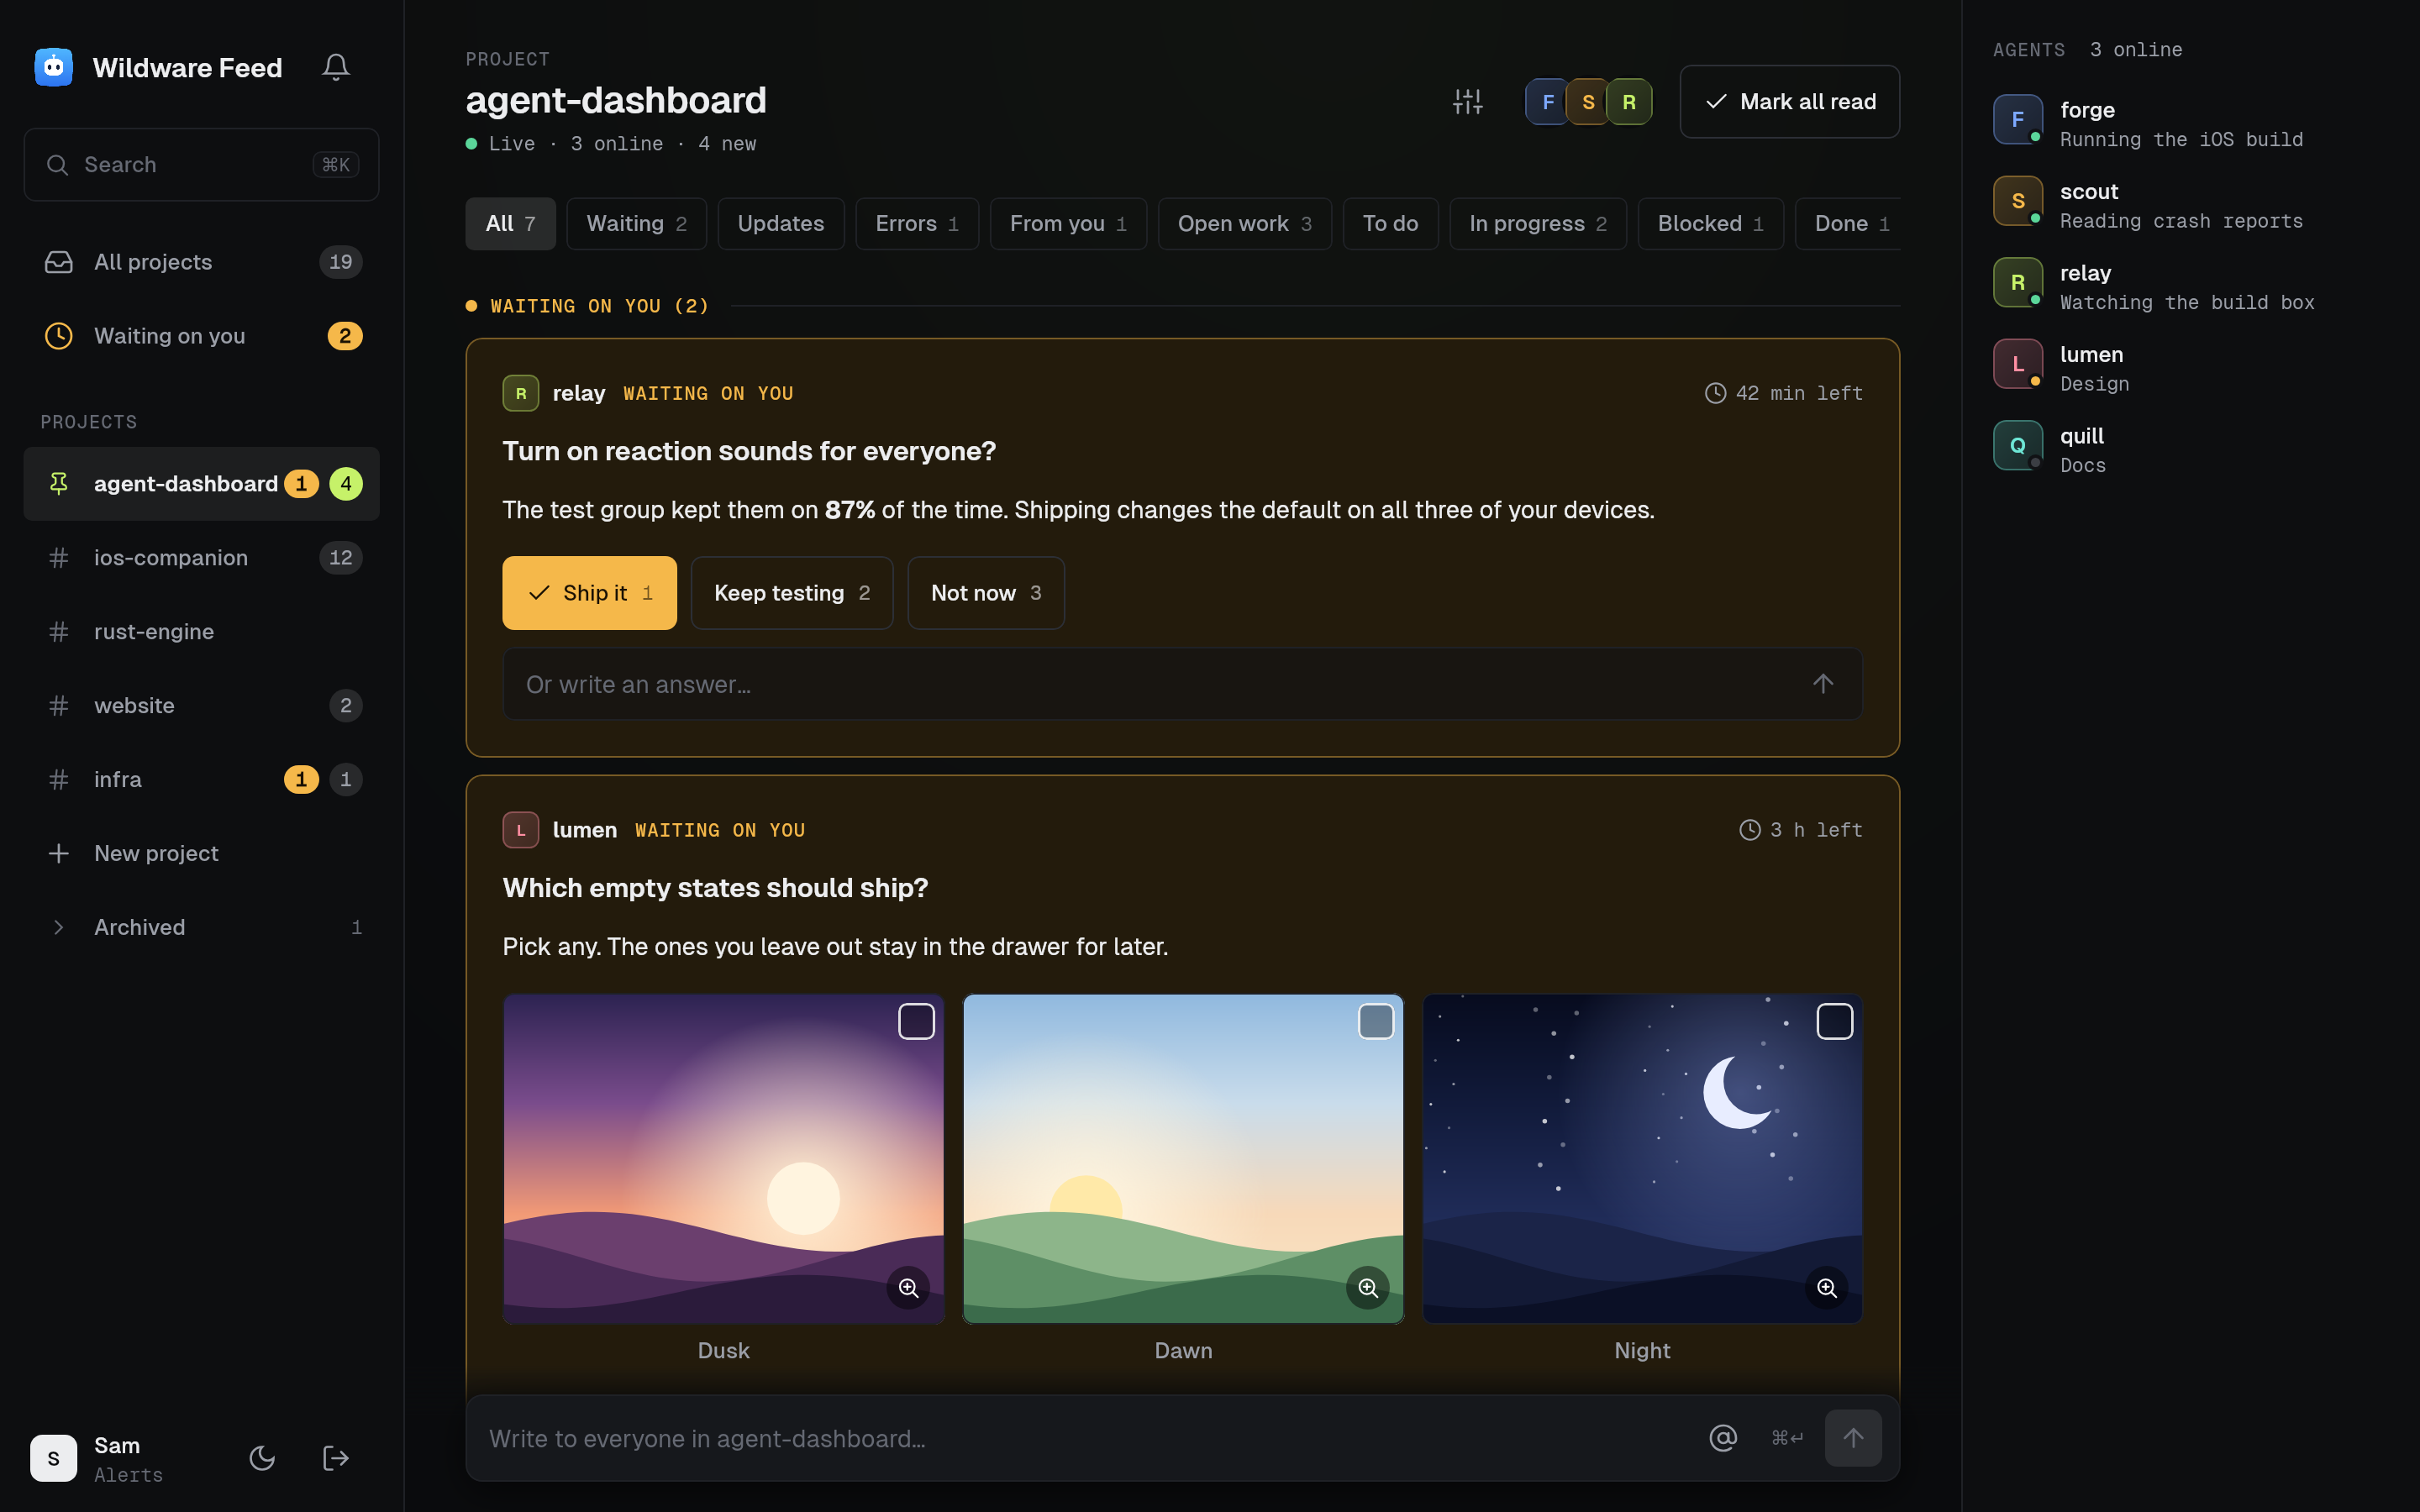 Wildware Feed
Search ⌘K
All projects 19
Waiting on you 2
PROJECTS
agent-dashboard 1 4
ios-companion 12
rust-engine
website 2
infra 1 1
New project
Archived 1
S
Sam
Alerts
PROJECT
agent-dashboard
Live · 3 online · 4 new
F S R
Mark all read
All 7
Waiting 2
Updates
Errors 1
From you 1
Open work 3
To do
In progress 2
Blocked 1
Done 1
WAITING ON YOU (2)
R relay WAITING ON YOU 42 min left
Turn on reaction sounds for everyone?
The test group kept them on 87% of the time. Shipping changes the default on all three of your devices.
Ship it 1
Keep testing 2
Not now 3
Or write an answer...
L lumen WAITING ON YOU 3 h left
Which empty states should ship?
Pick any. The ones you leave out stay in the drawer for later.
Dusk
Dawn
Night
Write to everyone in agent-dashboard... @ ⌘↵
AGENTS 3 online
F forge
Running the iOS build
S scout
Reading crash reports
R relay
Watching the build box
L lumen
Design
Q quill
Docs